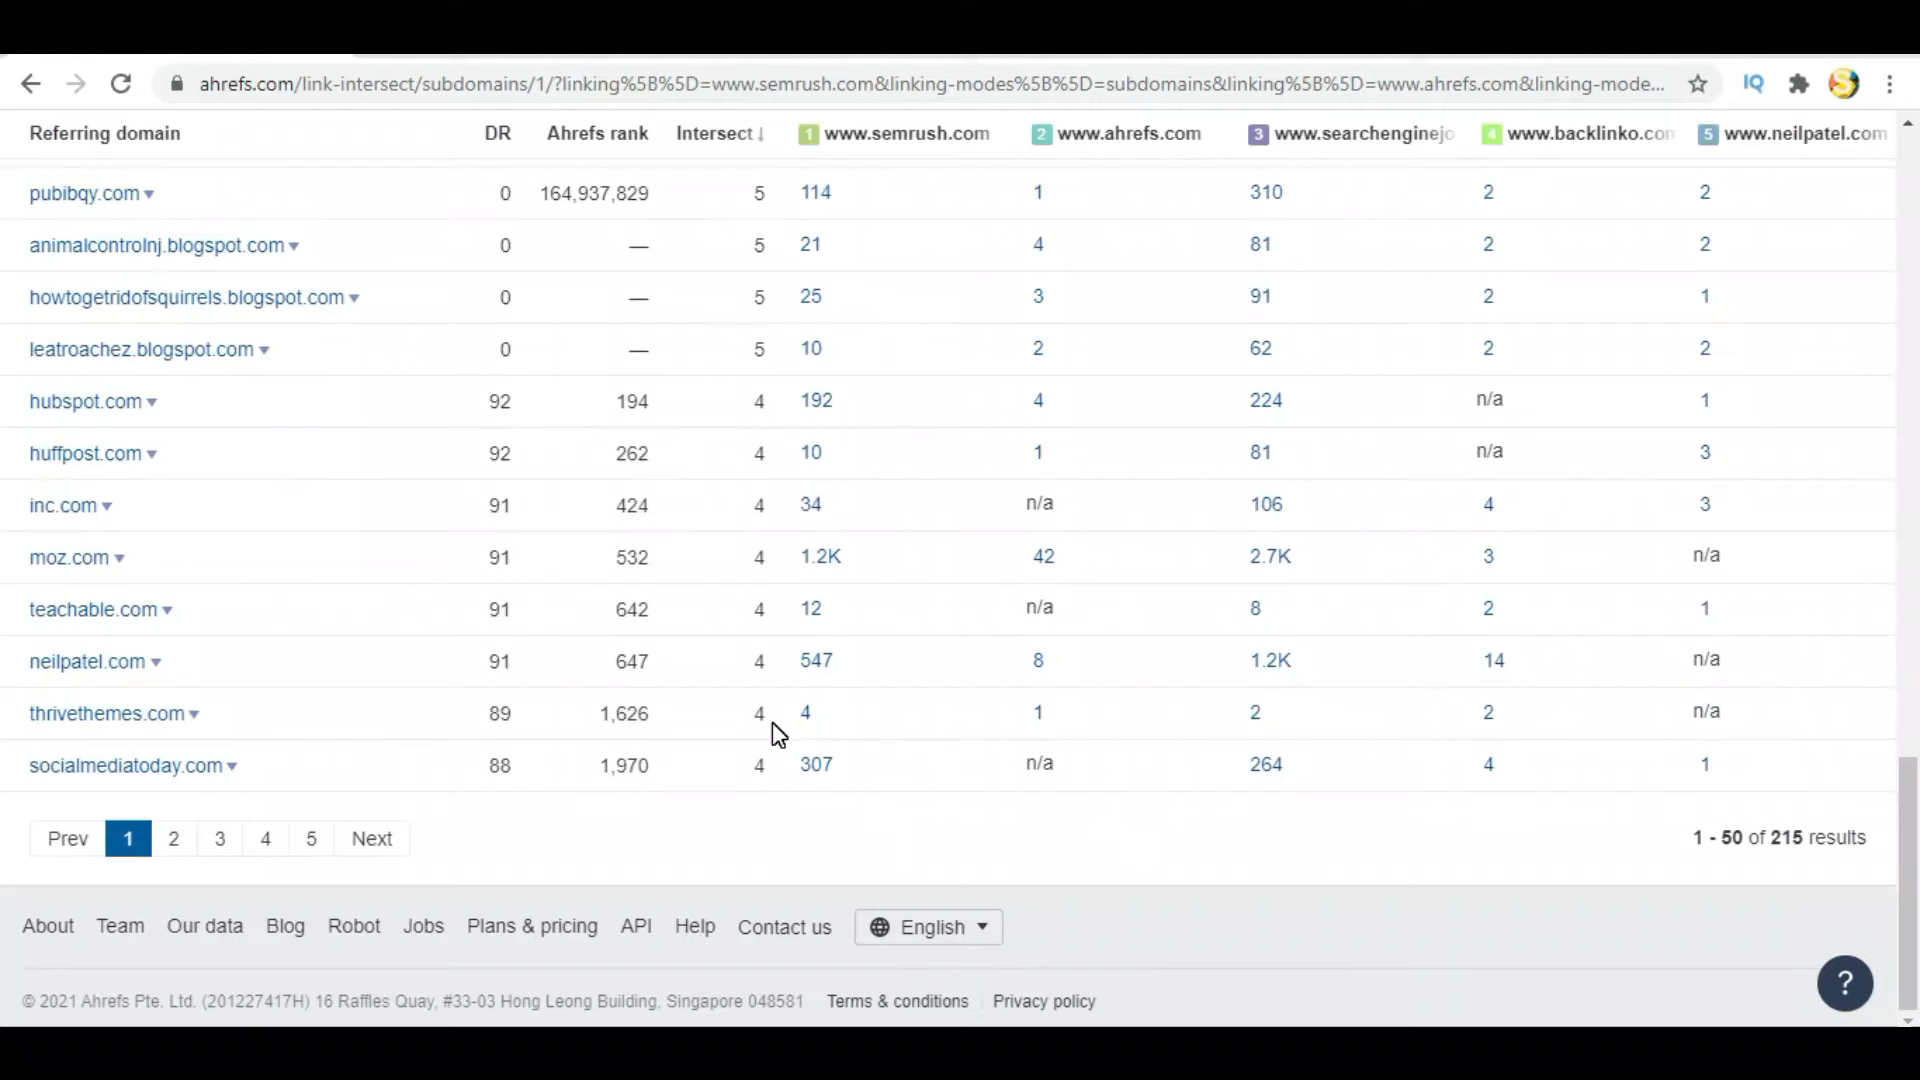 ahrefs.com/link-intersect/subdomains/1/?linking%5B%5D=www.semrush.com&linking-modes%5B%5D=subdomains&linking%5B%5D=www.ahrefs.com&linking-mode... IQ
Referring domain DR Ahrefs rank Intersect↓ 1 www.semrush.com 2 www.ahrefs.com 3 www.searchenginejo 4 www.backlinko.con 5 www.neilpatel.com
pubibqy.com 0 164,937,829 5 114 1 310 2 2
animalcontrolnj.blogspot.com 0 — 5 21 4 81 2 2
howtogetridofsquirrels.blogspot.com 0 — 5 25 3 91 2 1
leatroachez.blogspot.com 0 — 5 10 2 62 2 2
hubspot.com 92 194 4 192 4 224 n/a 1
huffpost.com 92 262 4 10 1 81 n/a 3
inc.com 91 424 4 34 n/a 106 4 3
moz.com 91 532 4 1.2K 42 2.7K 3 n/a
teachable.com 91 642 4 12 n/a 8 2 1
neilpatel.com 91 647 4 547 8 1.2K 14 n/a
thrivethemes.com 89 1,626 4 4 1 2 2 n/a
socialmediatoday.com 88 1,970 4 307 n/a 264 4 1
Prev 1 2 3 4 5 Next 1 - 50 of 215 results
About Team Our data Blog Robot Jobs Plans & pricing API Help Contact us English
© 2021 Ahrefs Pte. Ltd. (201227417H) 16 Raffles Quay, #33-03 Hong Leong Building, Singapore 048581 Terms & conditions Privacy policy
?